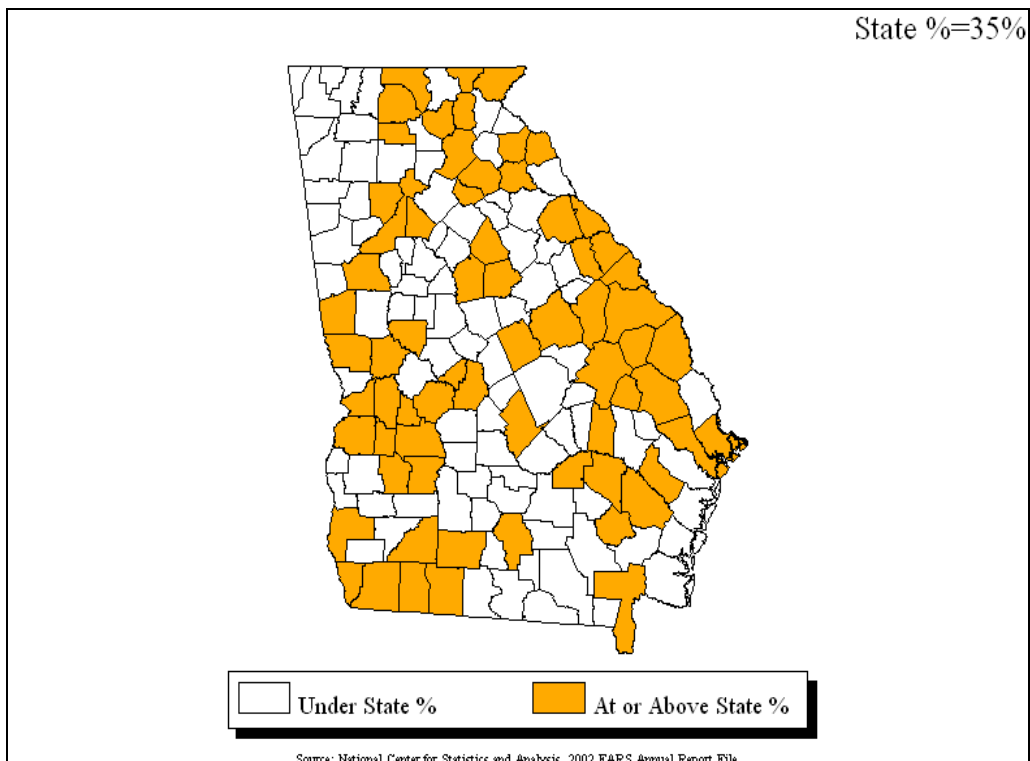 State %=35%
Under State %
At or Above State %
Source: National Center for Statistics and Analysis, 2002 FARS Annual Report File